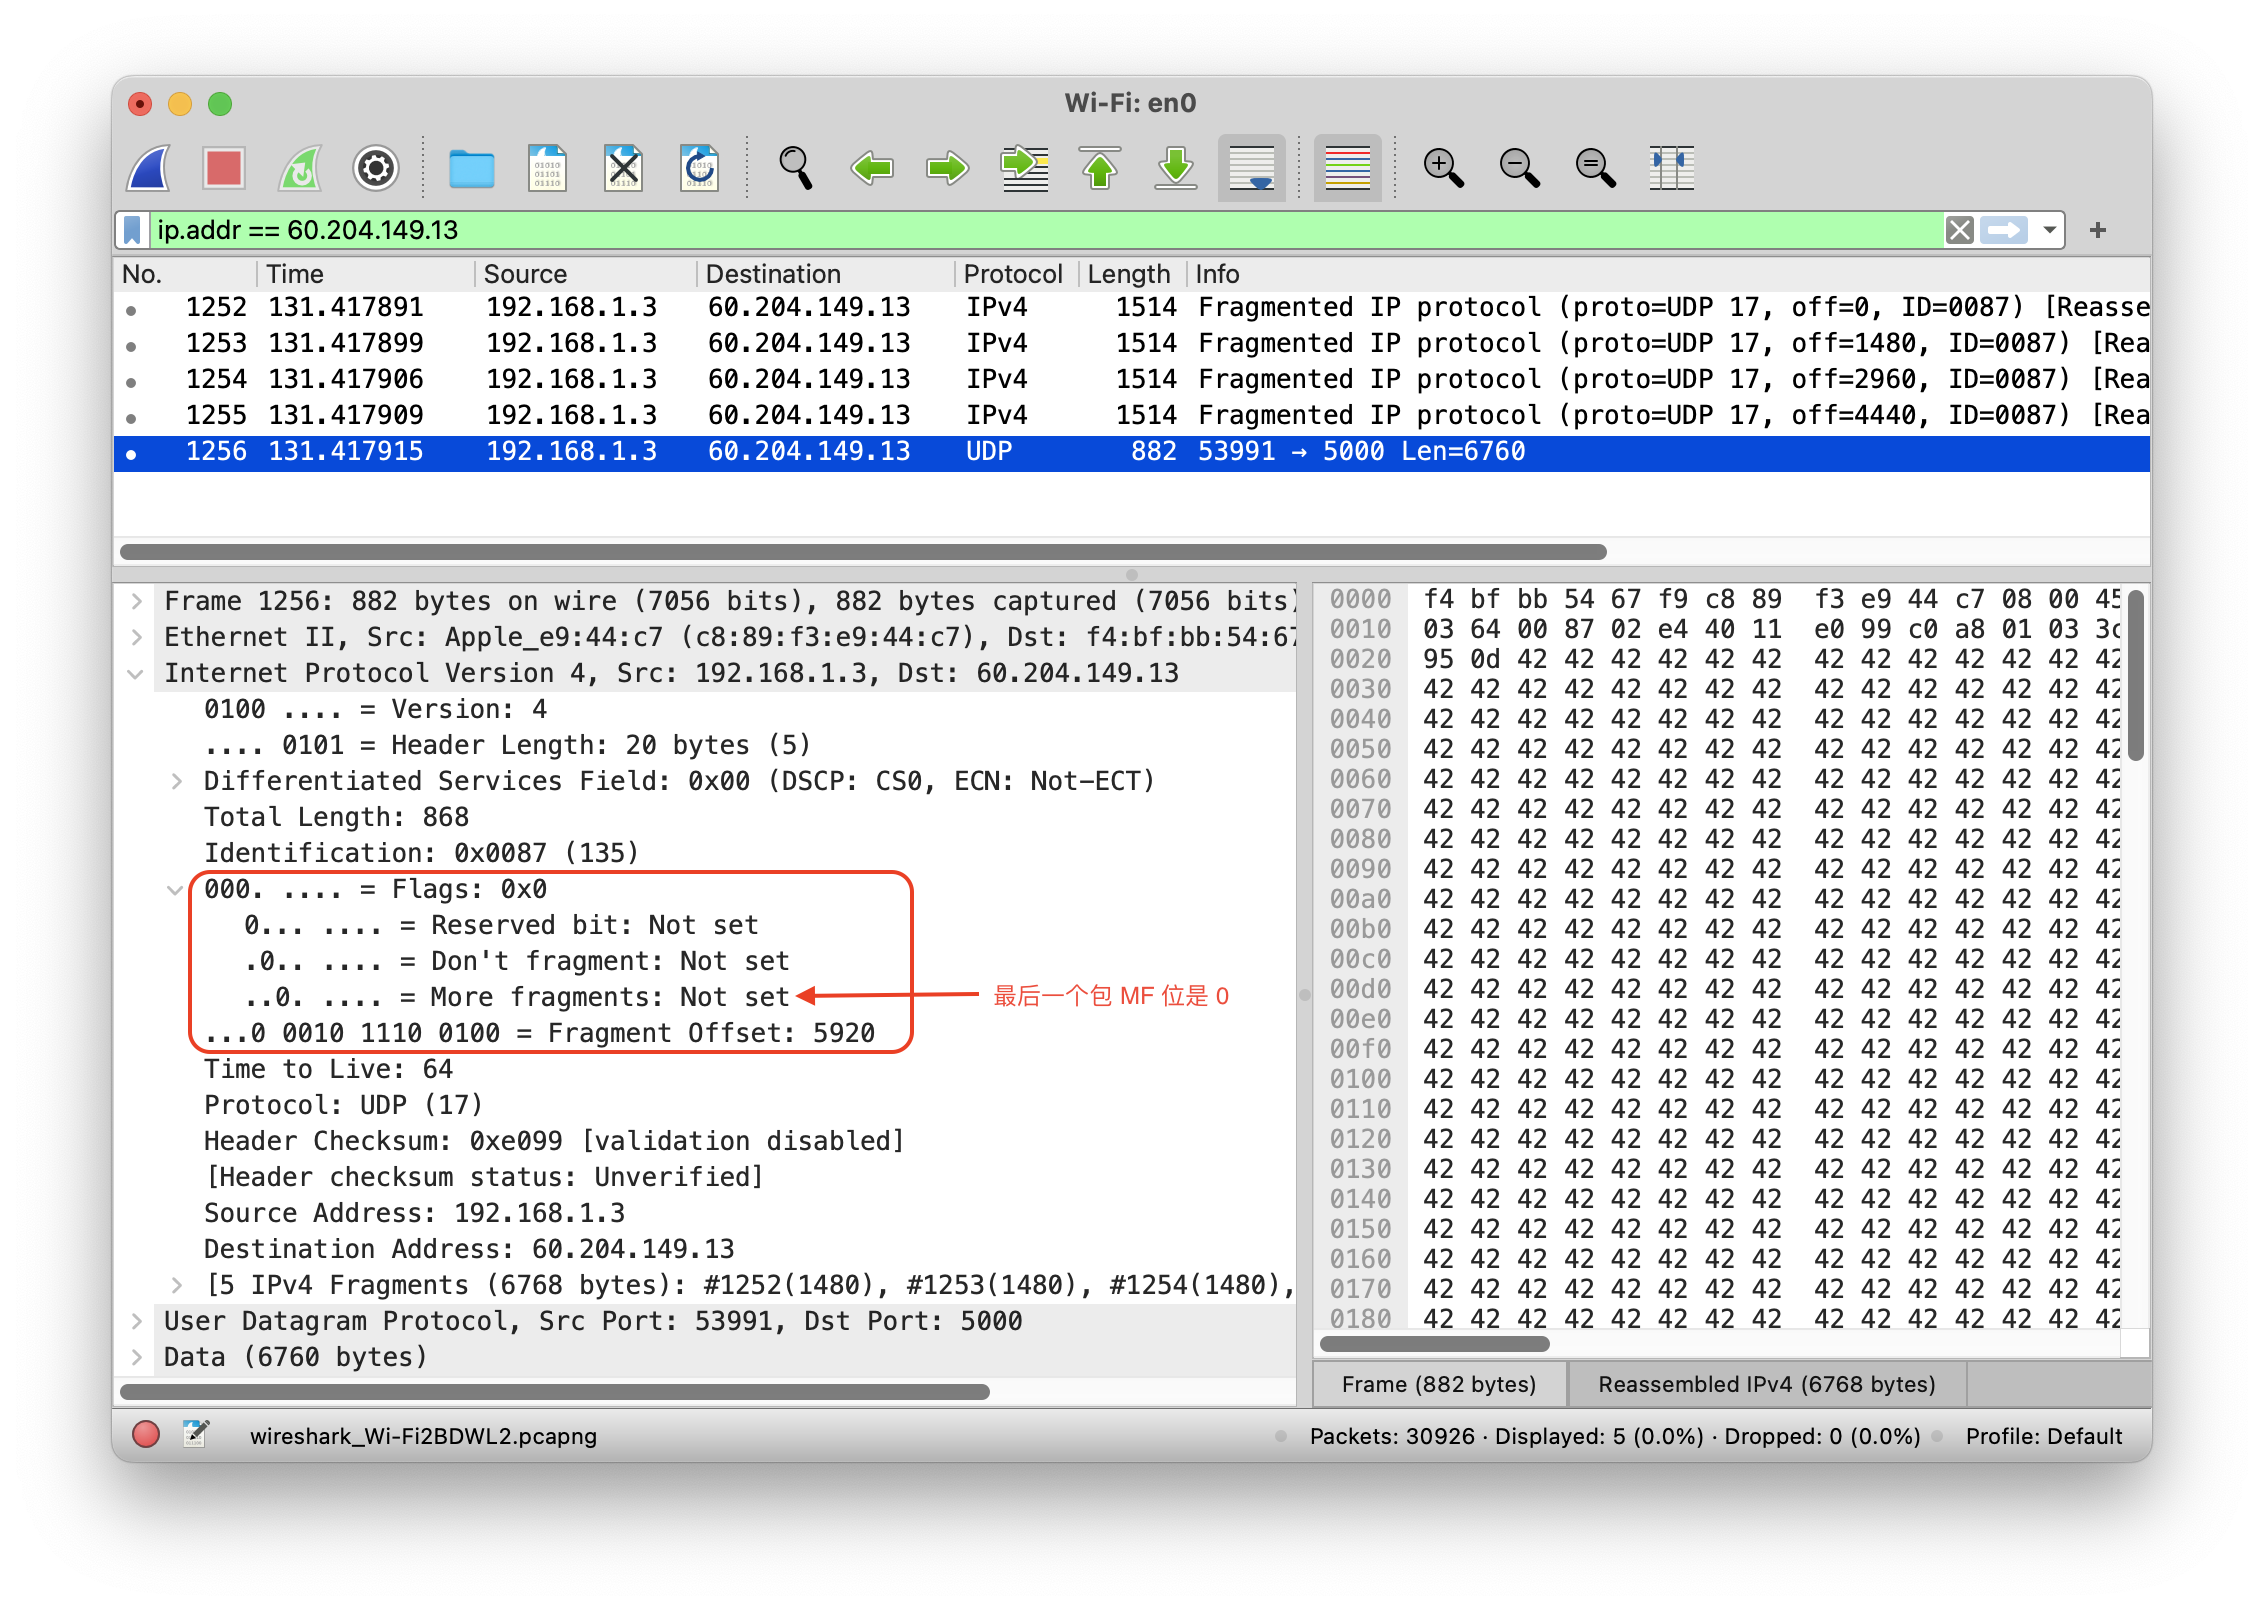 Wi-Fi: en0
ip.addr == 60.204.149.13
No. Time Source Destination Protocol Length Info
1252 131.417891 192.168.1.3 60.204.149.13 IPv4 1514 Fragmented IP protocol (proto=UDP 17, off=0, ID=0087) [Reasse
1253 131.417899 192.168.1.3 60.204.149.13 IPv4 1514 Fragmented IP protocol (proto=UDP 17, off=1480, ID=0087) [Rea
1254 131.417906 192.168.1.3 60.204.149.13 IPv4 1514 Fragmented IP protocol (proto=UDP 17, off=2960, ID=0087) [Rea
1255 131.417909 192.168.1.3 60.204.149.13 IPv4 1514 Fragmented IP protocol (proto=UDP 17, off=4440, ID=0087) [Rea
1256 131.417915 192.168.1.3 60.204.149.13 UDP 882 53991 → 5000 Len=6760
Frame 1256: 882 bytes on wire (7056 bits), 882 bytes captured (7056 bits)
Ethernet II, Src: Apple_e9:44:c7 (c8:89:f3:e9:44:c7), Dst: f4:bf:bb:54:67
Internet Protocol Version 4, Src: 192.168.1.3, Dst: 60.204.149.13
0100 .... = Version: 4
.... 0101 = Header Length: 20 bytes (5)
Differentiated Services Field: 0x00 (DSCP: CS0, ECN: Not-ECT)
Total Length: 868
Identification: 0x0087 (135)
000. .... = Flags: 0x0
0... .... = Reserved bit: Not set
.0.. .... = Don't fragment: Not set
..0. .... = More fragments: Not set
最后一个包 MF 位是 0
...0 0010 1110 0100 = Fragment Offset: 5920
Time to Live: 64
Protocol: UDP (17)
Header Checksum: 0xe099 [validation disabled]
[Header checksum status: Unverified]
Source Address: 192.168.1.3
Destination Address: 60.204.149.13
[5 IPv4 Fragments (6768 bytes): #1252(1480), #1253(1480), #1254(1480),
User Datagram Protocol, Src Port: 53991, Dst Port: 5000
Data (6760 bytes)
0000 f4 bf bb 54 67 f9 c8 89 f3 e9 44 c7 08 00 45
0010 03 64 00 87 02 e4 40 11 e0 99 c0 a8 01 03 3c
0020 95 0d 42 42 42 42 42 42 42 42 42 42 42 42 42
0030 42 42 42 42 42 42 42 42 42 42 42 42 42 42 42
0040 42 42 42 42 42 42 42 42 42 42 42 42 42 42 42
0050 42 42 42 42 42 42 42 42 42 42 42 42 42 42 42
0060 42 42 42 42 42 42 42 42 42 42 42 42 42 42 42
0070 42 42 42 42 42 42 42 42 42 42 42 42 42 42 42
0080 42 42 42 42 42 42 42 42 42 42 42 42 42 42 42
0090 42 42 42 42 42 42 42 42 42 42 42 42 42 42 42
00a0 42 42 42 42 42 42 42 42 42 42 42 42 42 42 42
00b0 42 42 42 42 42 42 42 42 42 42 42 42 42 42 42
00c0 42 42 42 42 42 42 42 42 42 42 42 42 42 42 42
00d0 42 42 42 42 42 42 42 42 42 42 42 42 42 42 42
00e0 42 42 42 42 42 42 42 42 42 42 42 42 42 42 42
00f0 42 42 42 42 42 42 42 42 42 42 42 42 42 42 42
0100 42 42 42 42 42 42 42 42 42 42 42 42 42 42 42
0110 42 42 42 42 42 42 42 42 42 42 42 42 42 42 42
0120 42 42 42 42 42 42 42 42 42 42 42 42 42 42 42
0130 42 42 42 42 42 42 42 42 42 42 42 42 42 42 42
0140 42 42 42 42 42 42 42 42 42 42 42 42 42 42 42
0150 42 42 42 42 42 42 42 42 42 42 42 42 42 42 42
0160 42 42 42 42 42 42 42 42 42 42 42 42 42 42 42
0170 42 42 42 42 42 42 42 42 42 42 42 42 42 42 42
0180 42 42 42 42 42 42 42 42 42 42 42 42 42 42 42
Frame (882 bytes) Reassembled IPv4 (6768 bytes)
wireshark_Wi-Fi2BDWL2.pcapng Packets: 30926 · Displayed: 5 (0.0%) · Dropped: 0 (0.0%) Profile: Default